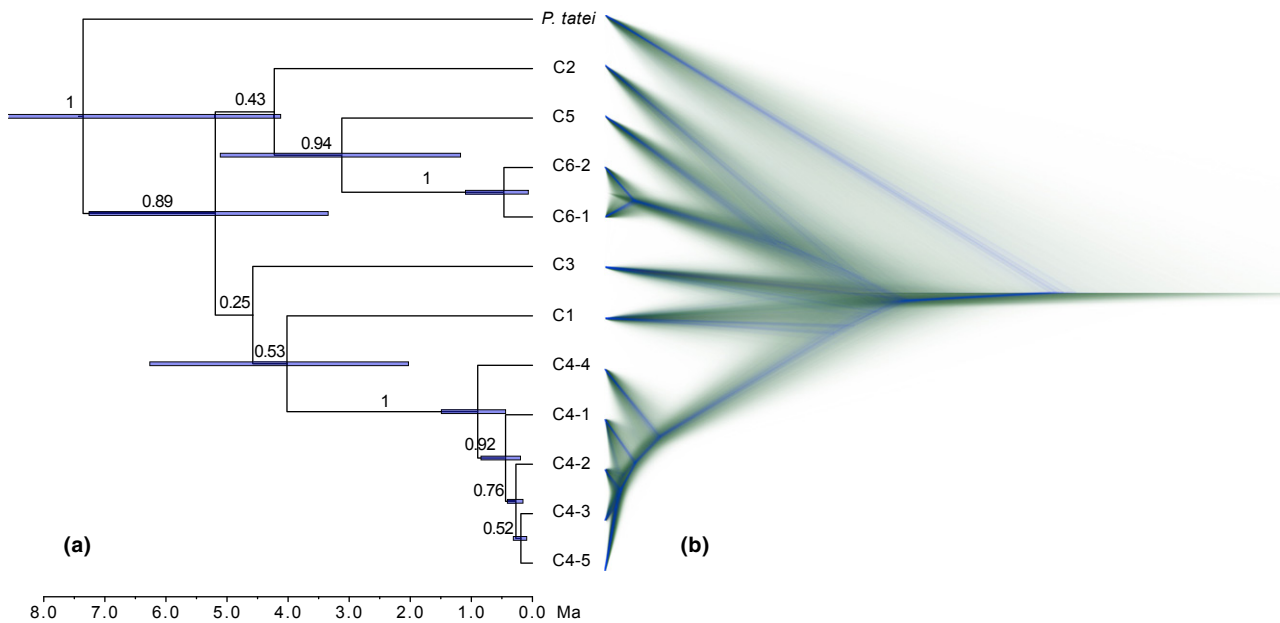 P. tatei
C2
0.43
1
C5
0.94
C6-2
1
0.89
C6-1
C3
0.25
C1
0.53
C4-4
1
C4-1
0.92
C4-2
0.76
C4-3
0.52
(a)
(b)
C4-5
8.0 7.0 6.0 5.0 4.0 3.0 2.0 1.0 0.0 Ma